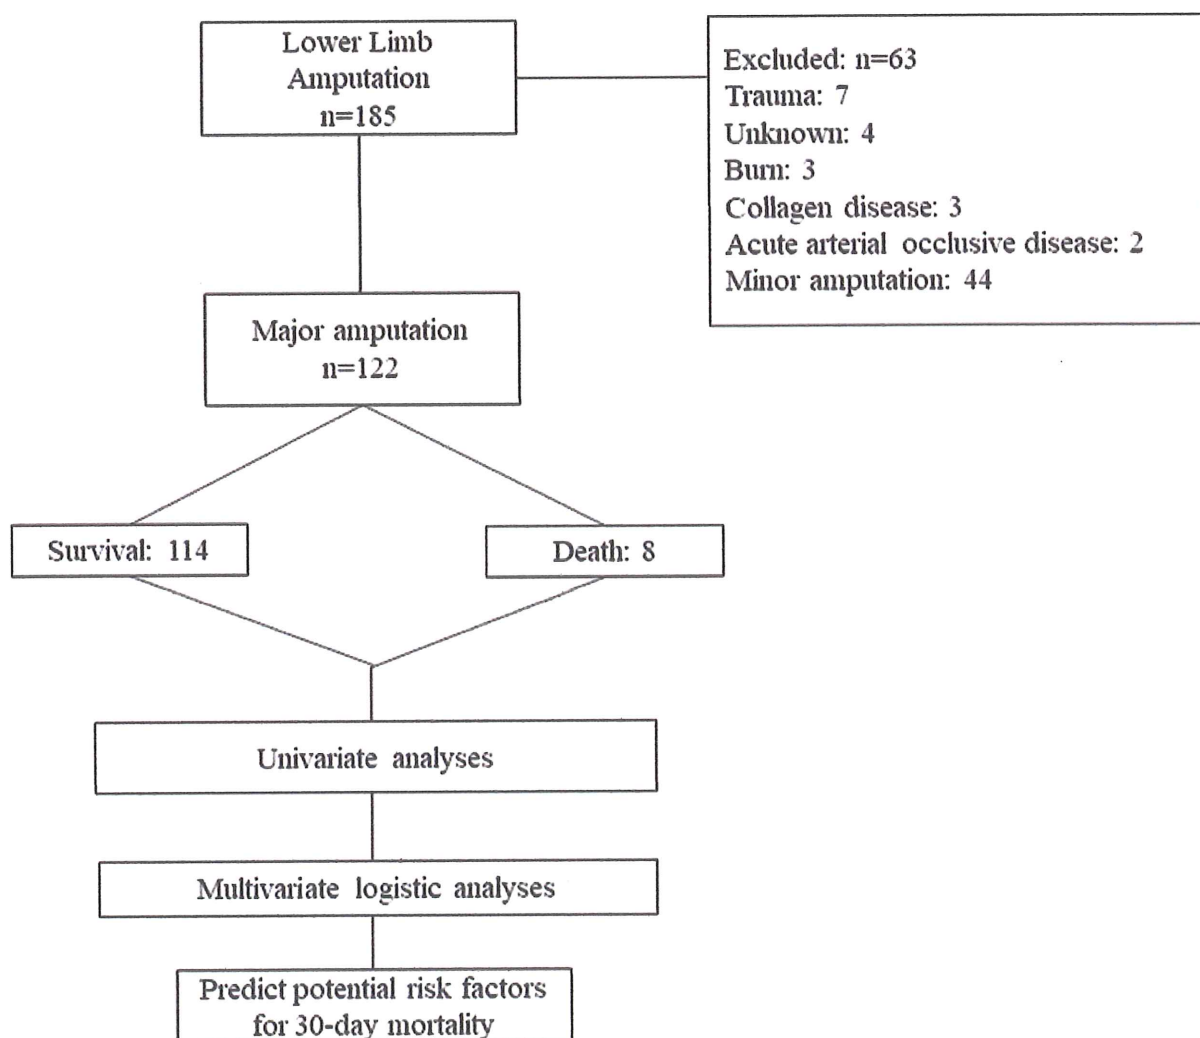 Lower Limb
Amputation
n=185
Excluded: n=63
Trauma: 7
Unknown: 4
Burn: 3
Collagen disease: 3
Acute arterial occlusive disease: 2
Minor amputation: 44
Major amputation
n=122
Survival: 114
Death: 8
Univariate analyses
Multivariate logistic analyses
Predict potential risk factors
for 30-day mortality